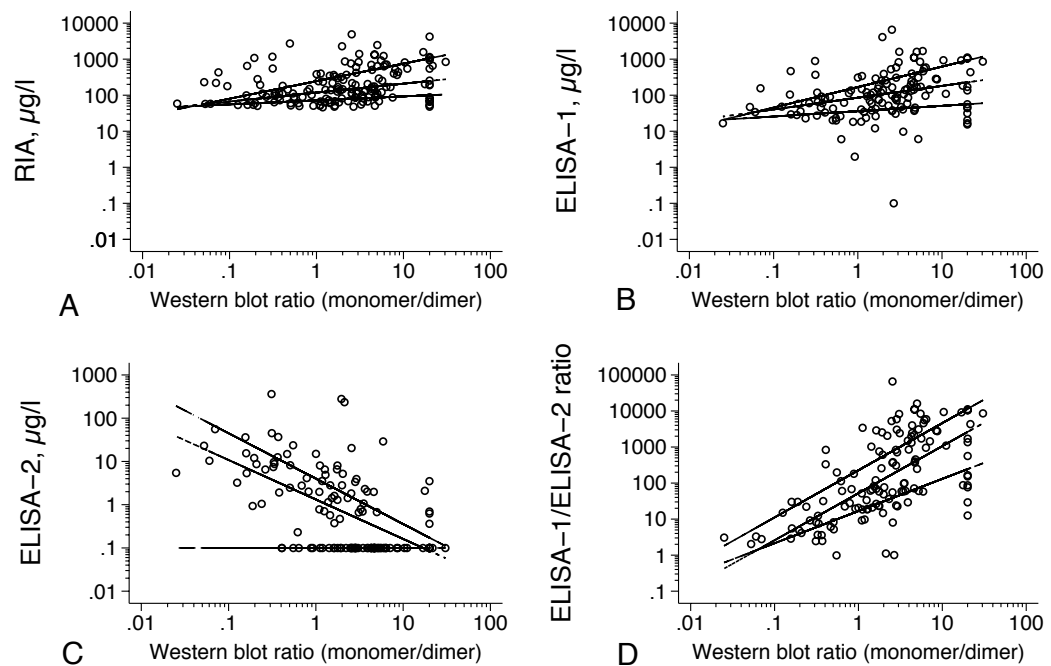 RIA, µg/l
10000
1000
100
10
1
.1
.01
.01 .1 1 10 100
A
Western blot ratio (monomer/dimer)
ELISA−1, µg/l
10000
1000
100
10
1
.1
.01
.01 .1 1 10 100
B
Western blot ratio (monomer/dimer)
ELISA−2, µg/l
1000
100
10
1
.1
.01
.01 .1 1 10 100
C
Western blot ratio (monomer/dimer)
ELISA−1/ELISA−2 ratio
100000
10000
1000
100
10
1
.1
.01 .1 1 10 100
D
Western blot ratio (monomer/dimer)